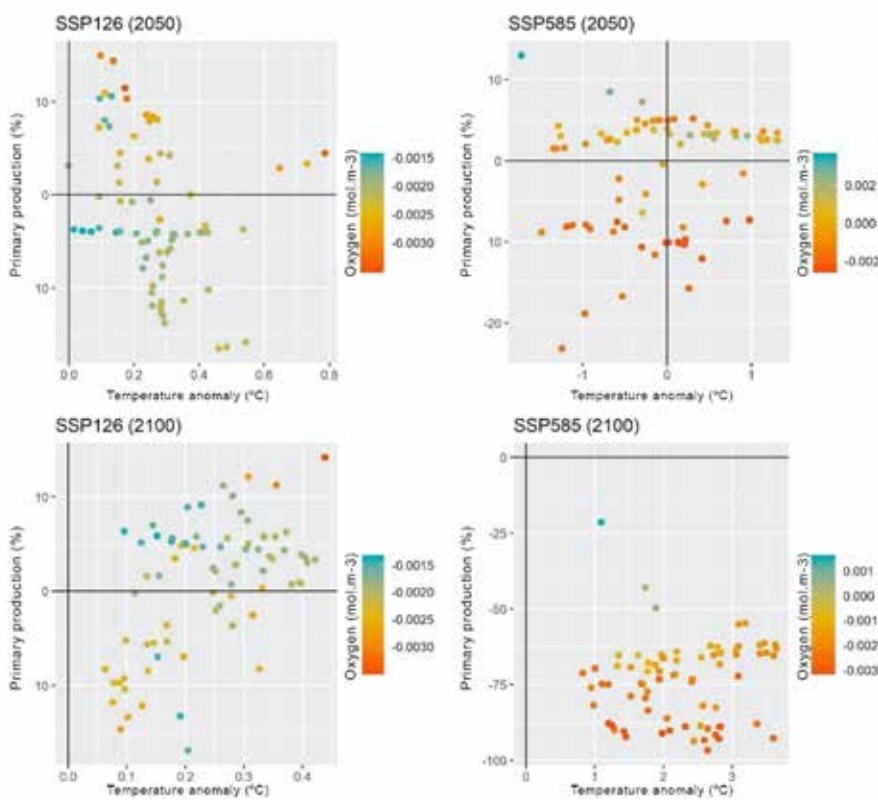 SSP126 (2050)
Primary production (%)
10
0
10
0.0 0.2 0.4 0.6 0.8
Temperature anomaly (ºC)
Oxygen (mol.m-3)
-0.0015
-0.0020
-0.0025
-0.0030
SSP585 (2050)
Primary production (%)
10
0
-10
-20
-1 0 1
Temperature anomaly (ºC)
Oxygen (mol.m-3)
0.002
0.000
-0.002
SSP126 (2100)
Primary production (%)
10
0
10
0.0 0.1 0.2 0.3 0.4
Temperature anomaly (ºC)
Oxygen (mol.m-3)
-0.0015
-0.0020
-0.0025
-0.0030
SSP585 (2100)
Primary production (%)
0
-25
-50
-75
-100
0 1 2 3
Temperature anomaly (ºC)
Oxygen (mol.m-3)
0.001
0.000
-0.001
-0.002
-0.003